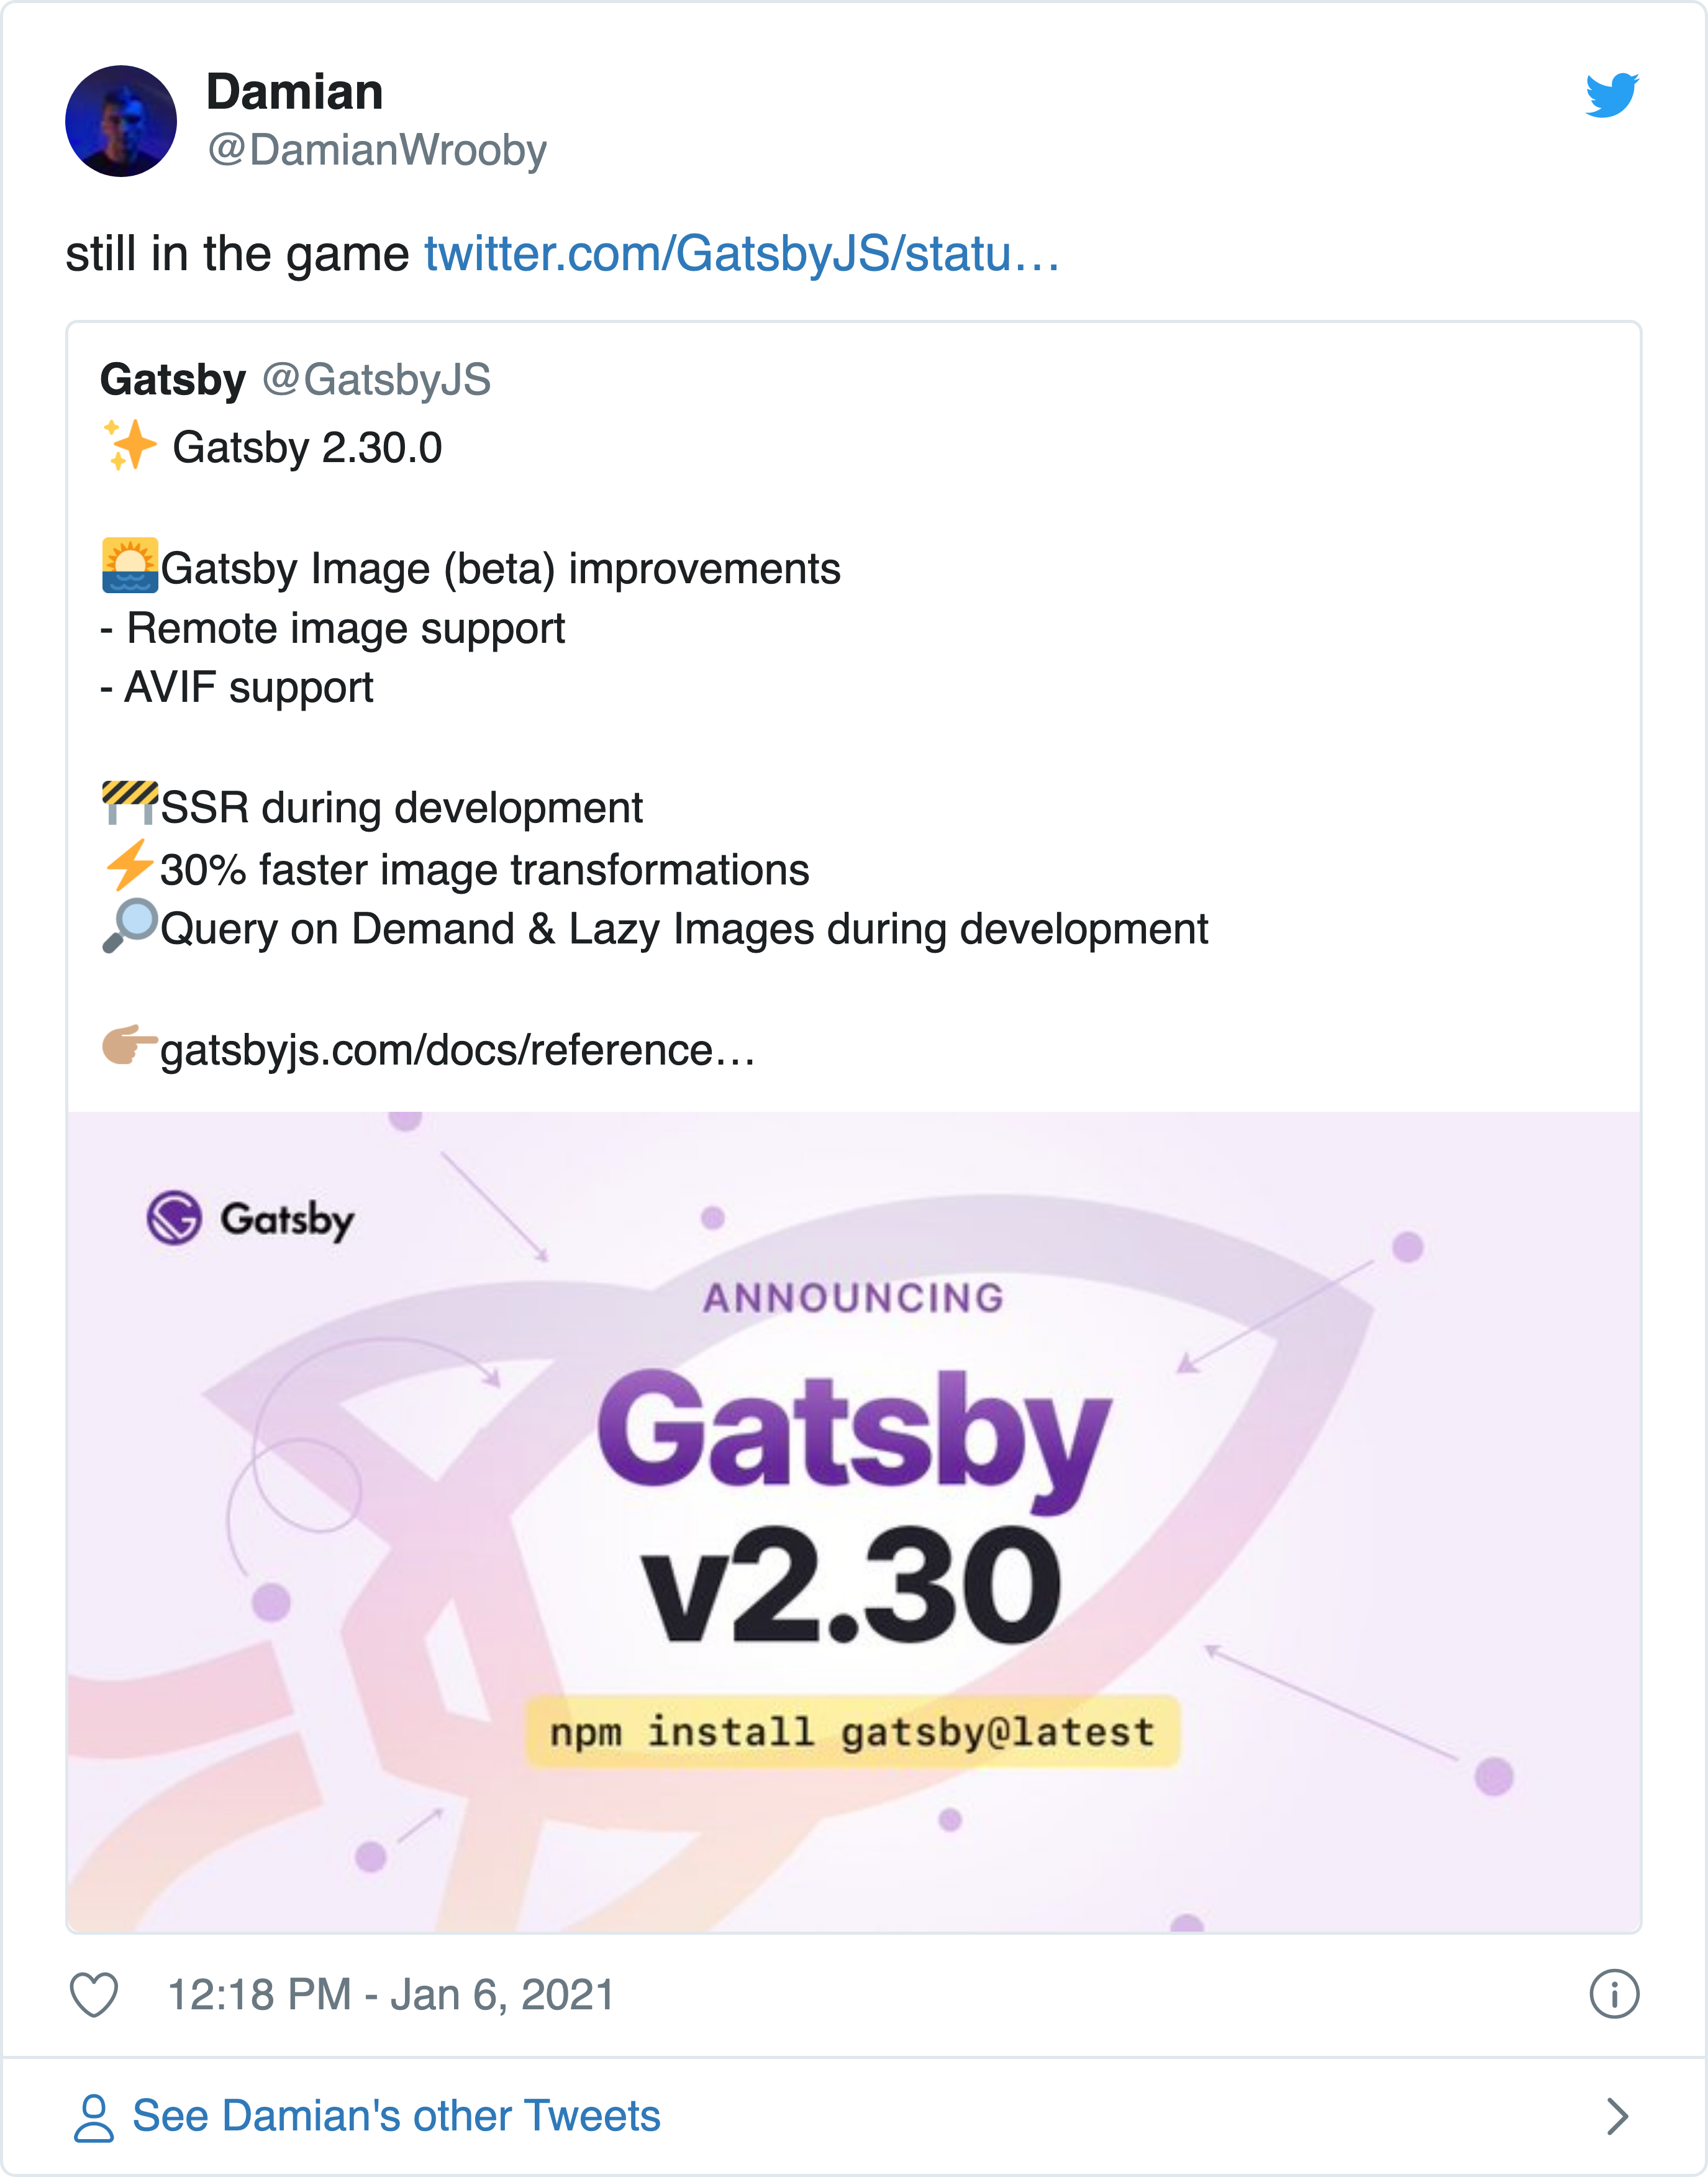 Damian
@DamianWrooby
still in the game twitter.com/GatsbyJS/statu…
Gatsby @GatsbyJS
✨ Gatsby 2.30.0
🌅Gatsby Image (beta) improvements
- Remote image support
- AVIF support
🚧SSR during development
⚡30% faster image transformations
🔎Query on Demand & Lazy Images during development
👉🏽gatsbyjs.com/docs/reference…
Gatsby
ANNOUNCING
Gatsby
v2.30
npm install gatsby@latest
12:18 PM - Jan 6, 2021
See Damian's other Tweets